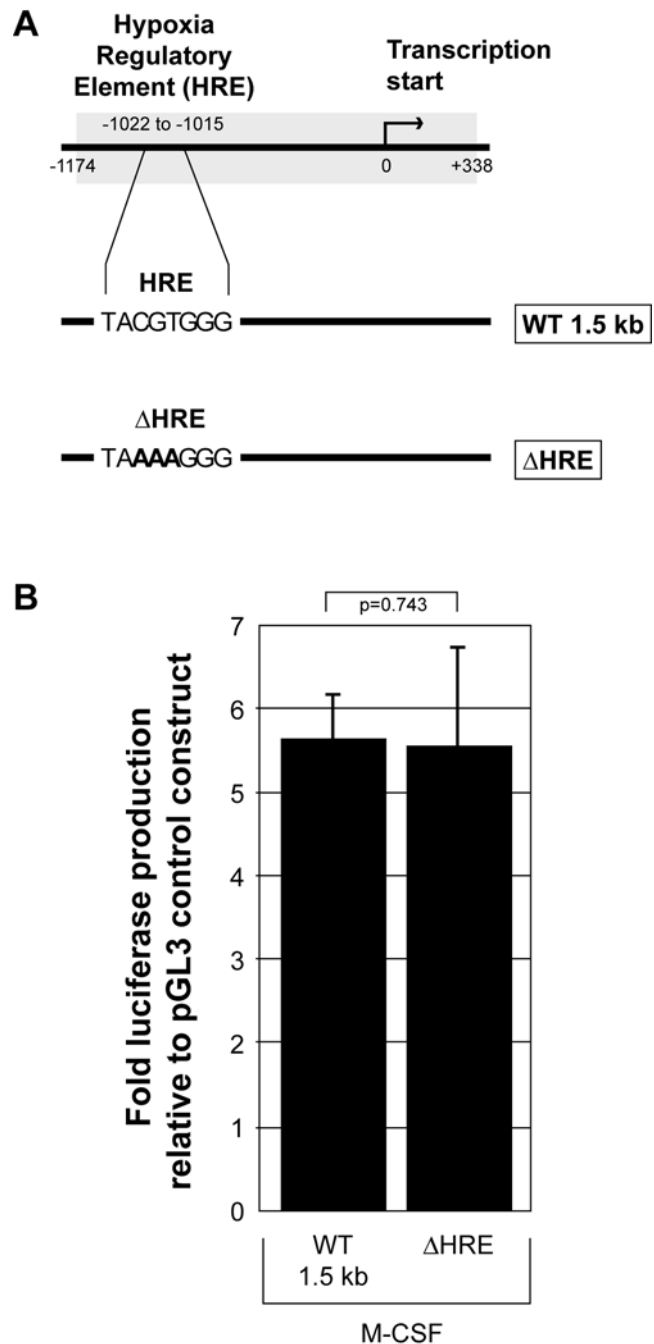 A
Hypoxia
Regulatory
Element (HRE)
Transcription
start
-1022 to -1015
-1174
0
+338
HRE
TACGTGGG
WT 1.5 kb
ΔHRE
TAAAAGGG
ΔHRE
B
p=0.743
Fold luciferase production
relative to pGL3 control construct
7
6
5
4
3
2
1
0
WT
1.5 kb
ΔHRE
M-CSF